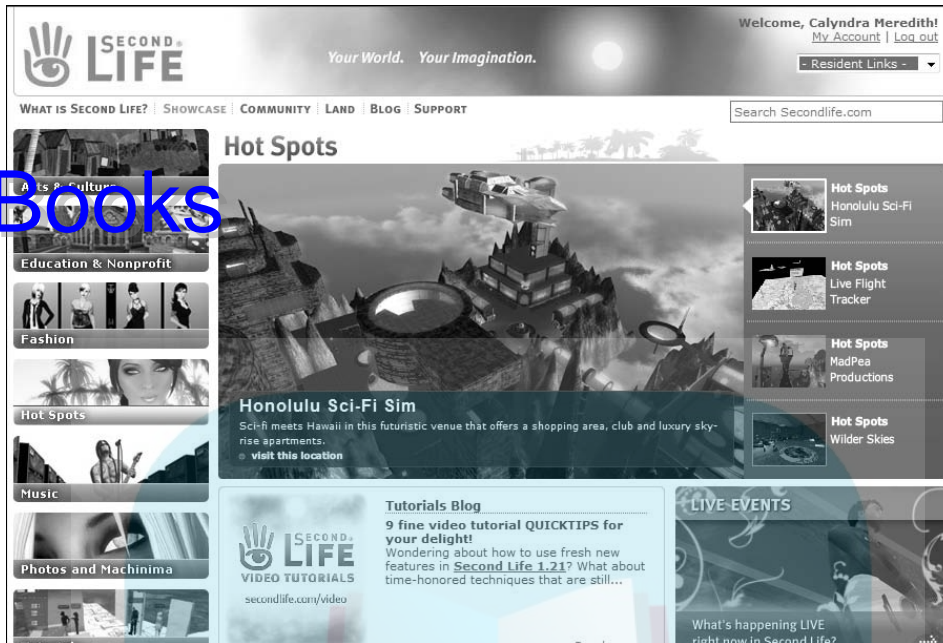 Welcome, Calyndra Meredith!
My Account | Log out
SECOND®
LIFE
Your World. Your Imagination.
- Resident Links -
WHAT IS SECOND LIFE? SHOWCASE COMMUNITY LAND BLOG SUPPORT
Search Secondlife.com
Hot Spots
Arts & Culture
Books
Education & Nonprofit
Fashion
Hot Spots
Music
Photos and Machinima
Honolulu Sci-Fi Sim
Sci-fi meets Hawaii in this futuristic venue that offers a shopping area, club and luxury sky-
rise apartments.
visit this location
Hot Spots
Honolulu Sci-Fi
Sim
Hot Spots
Live Flight
Tracker
Hot Spots
MadPea
Productions
Hot Spots
Wilder Skies
SECOND®
LIFE
VIDEO TUTORIALS
secondlife.com/video
Tutorials Blog
9 fine video tutorial QUICKTIPS for
your delight!
Wondering about how to use fresh new
features in Second Life 1.21? What about
time-honored techniques that are still...
LIVE EVENTS
What's happening LIVE
right now in Second Life?